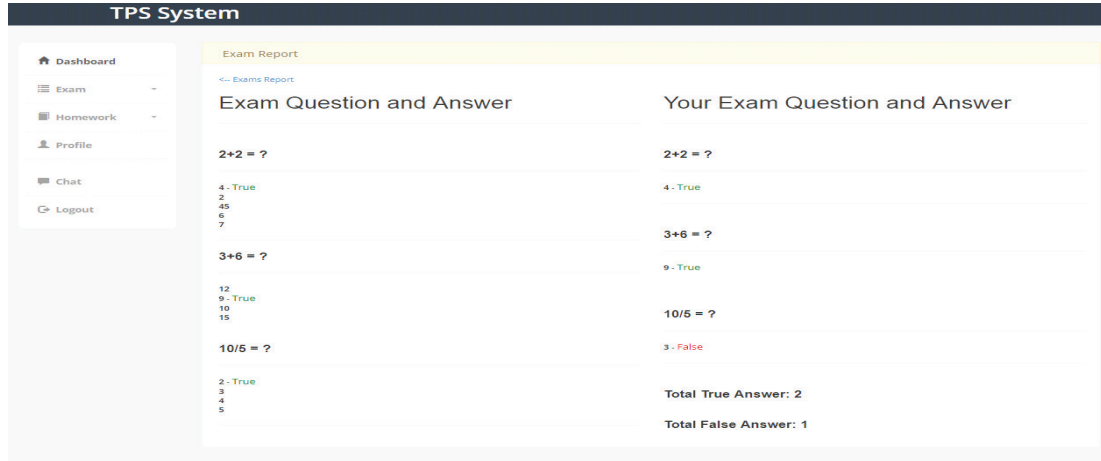 TPS System
Dashboard
Exam
Homework
Profile
Chat
Logout
Exam Report
<-- Exams Report
Exam Question and Answer
2+2 = ?
4 - True
2
45
6
7
3+6 = ?
12
9 - True
10
15
10/5 = ?
2 - True
3
4
5
Your Exam Question and Answer
2+2 = ?
4 - True
3+6 = ?
9 - True
10/5 = ?
3 - False
Total True Answer: 2
Total False Answer: 1